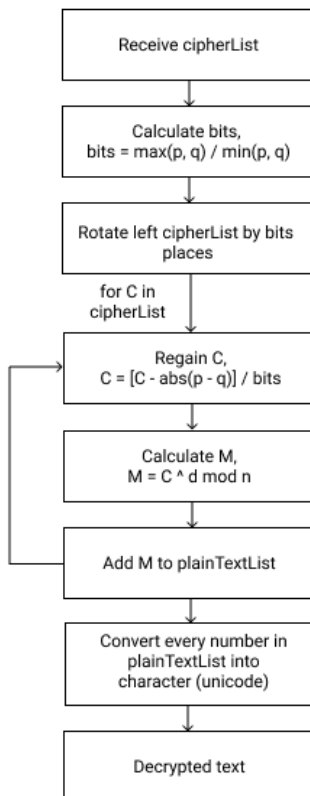 Receive cipherList
Calculate bits,
bits = max(p, q) / min(p, q)
Rotate left cipherList by bits
places
for C in
cipherList
Regain C,
C = [C - abs(p - q)] / bits
Calculate M,
M = C ^ d mod n
Add M to plainTextList
Convert every number in
plainTextList into
character (unicode)
Decrypted text